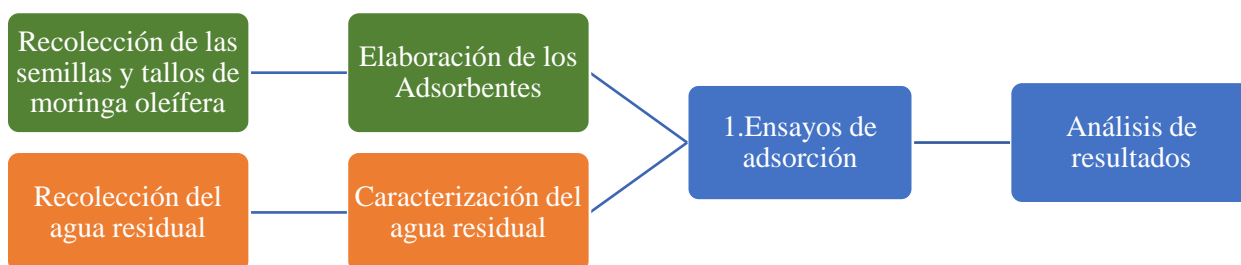 Recolección de las
semillas y tallos de
moringa oleífera
Elaboración de los
Adsorbentes
Recolección del
agua residual
Caracterización del
agua residual
1.Ensayos de
adsorción
Análisis de
resultados